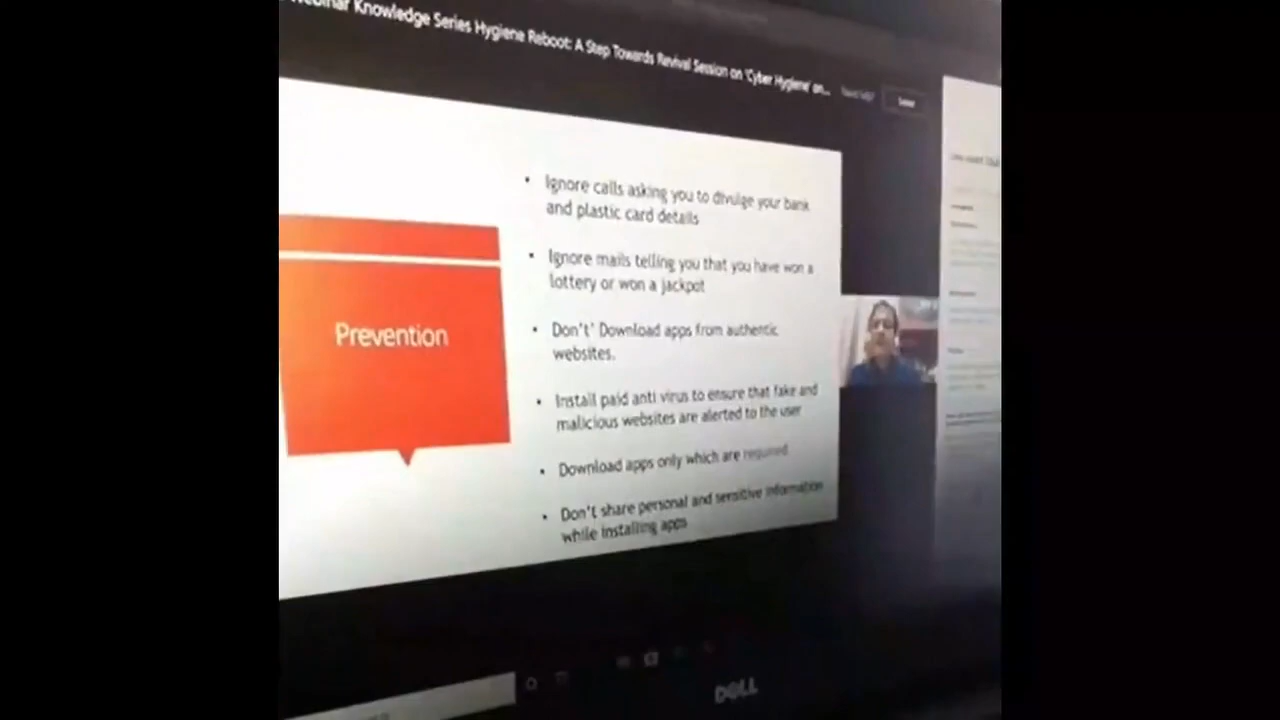 Webinar Knowledge Series Hygiene Reboot: A Step Towards Revival Session on 'Cyber Hygiene' on...
Need help?
Leave
Prevention
• Ignore calls asking you to divulge your bank
and plastic card details
• Ignore mails telling you that you have won a
lottery or won a jackpot
• Don't' Download apps from authentic
websites.
• Install paid anti virus to ensure that fake and
malicious websites are alerted to the user
• Download apps only which are required
• Don't share personal and sensitive information
while installing apps
DELL